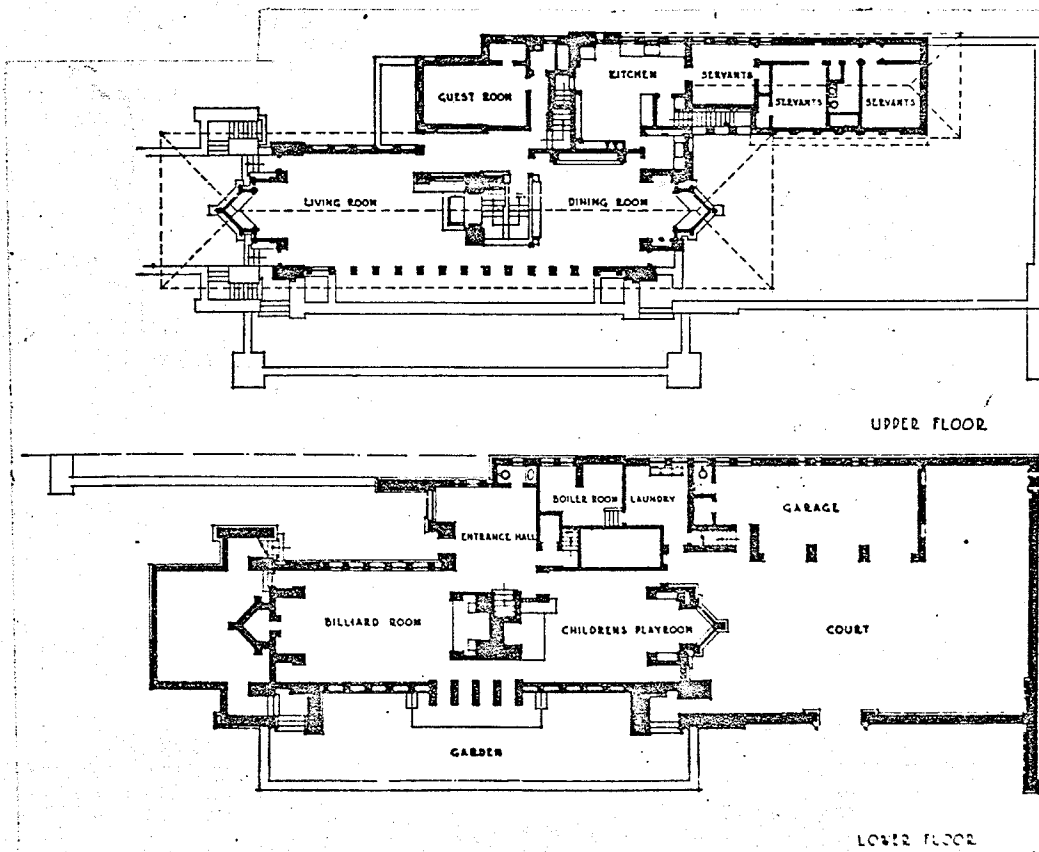 KITCHEN
SERVANTS
GUEST ROOM
SERVANTS
SERVANTS
LIVING ROOM
DINING ROOM
UPPER FLOOR
BOILER ROOM
LAUNDRY
GARAGE
ENTRANCE HALL
BILLIARD ROOM
CHILDRENS PLAYROOM
COURT
GARDEN
LOWER FLOOR